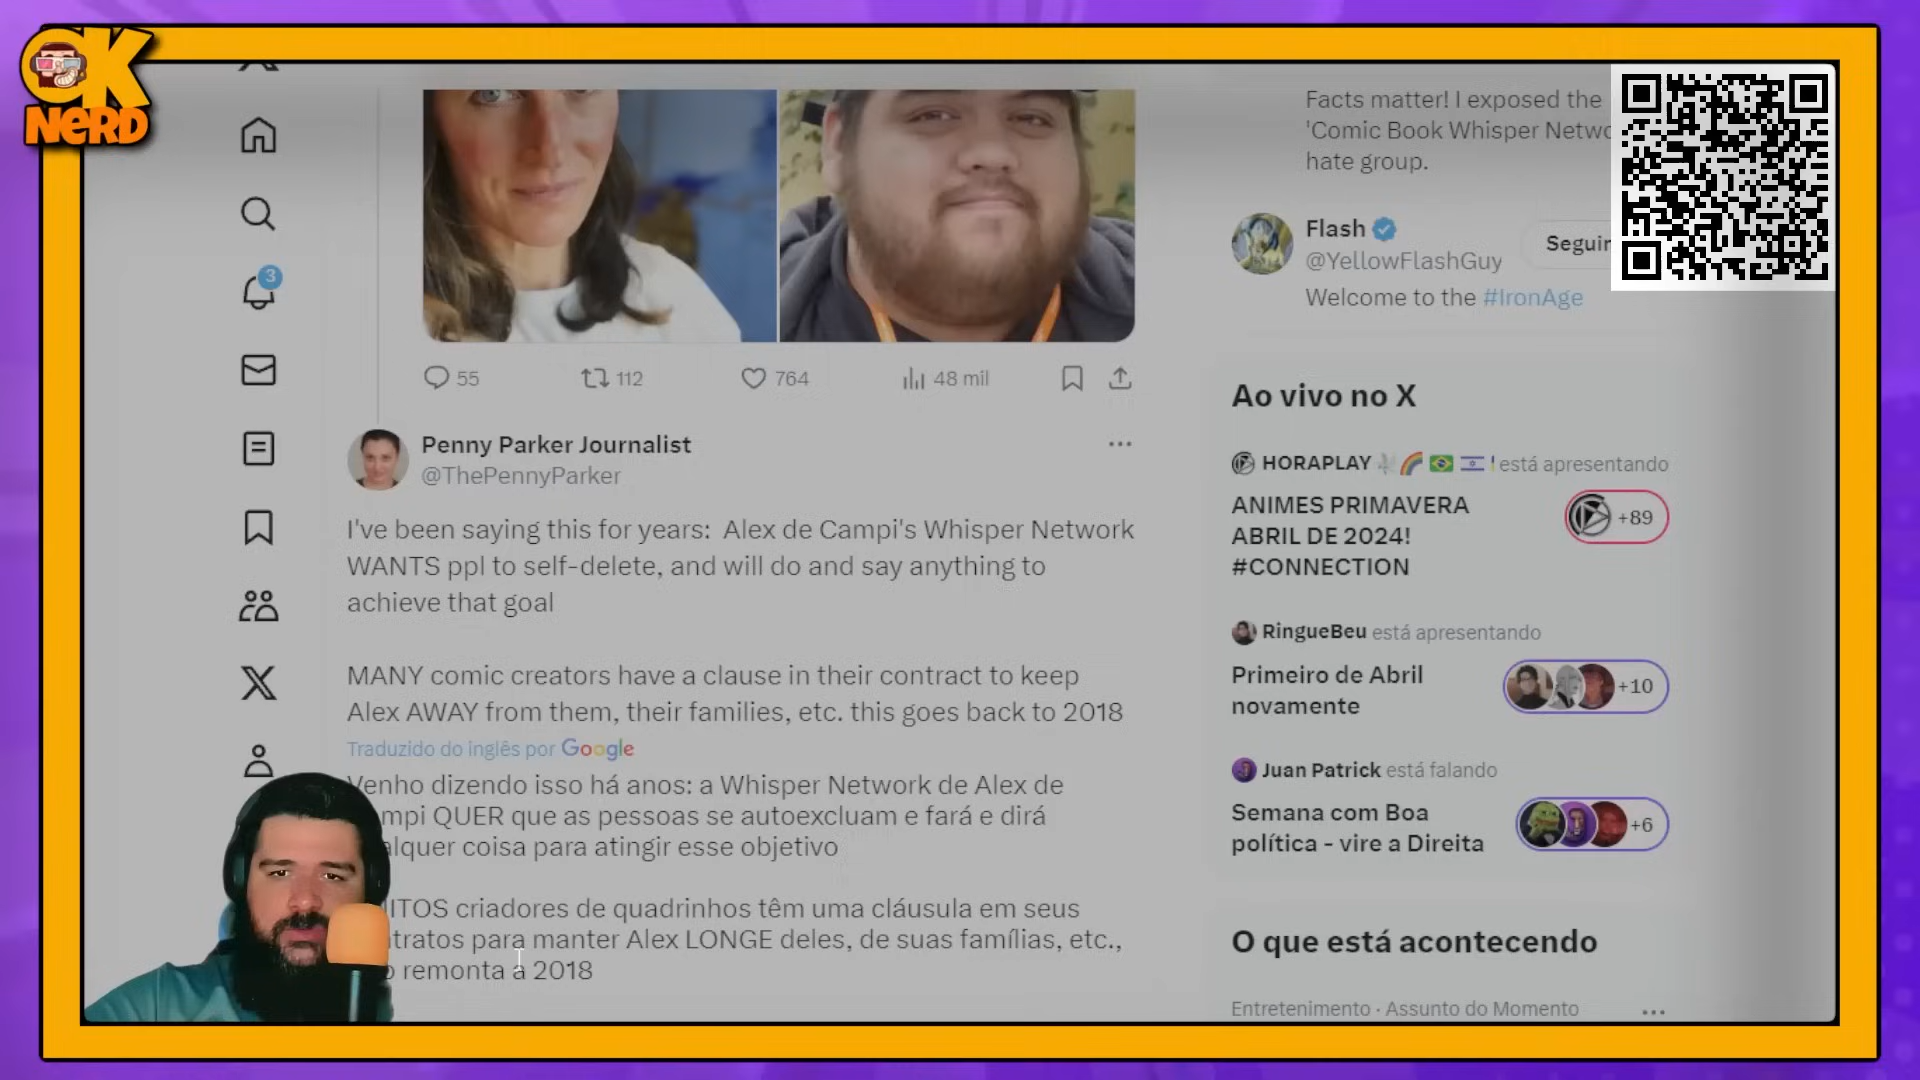 OK
NERD
Facts matter! I exposed the
'Comic Book Whisper
hate group.
Flash
@YellowFlashGuy
Seguir
Welcome to the #IronAge
3
55
112
764
48 mil
Ao vivo no X
Penny Parker Journalist
@ThePennyParker
HORAPLAY está apresentando
ANIMES PRIMAVERA
ABRIL DE 2024!
#CONNECTION
+89
I've been saying this for years: Alex de Campi's Whisper Network
WANTS ppl to self-delete, and will do and say anything to
achieve that goal
RingueBeu está apresentando
Primeiro de Abril
novamente
+10
MANY comic creators have a clause in their contract to keep
Alex AWAY from them, their families, etc. this goes back to 2018
Traduzido do inglês por Google
Juan Patrick está falando
Semana com Boa
política - vire a Direita
+6
Venho dizendo isso há anos: a Whisper Network de Alex de
QUER que as pessoas se autoexcluam e fará e dirá
coisa para atingir esse objetivo
criadores de quadrinhos têm uma cláusula em seus
para manter Alex LONGE deles, de suas famílias, etc.,
remonta a 2018
O que está acontecendo
Entretenimento · Assunto do Momento